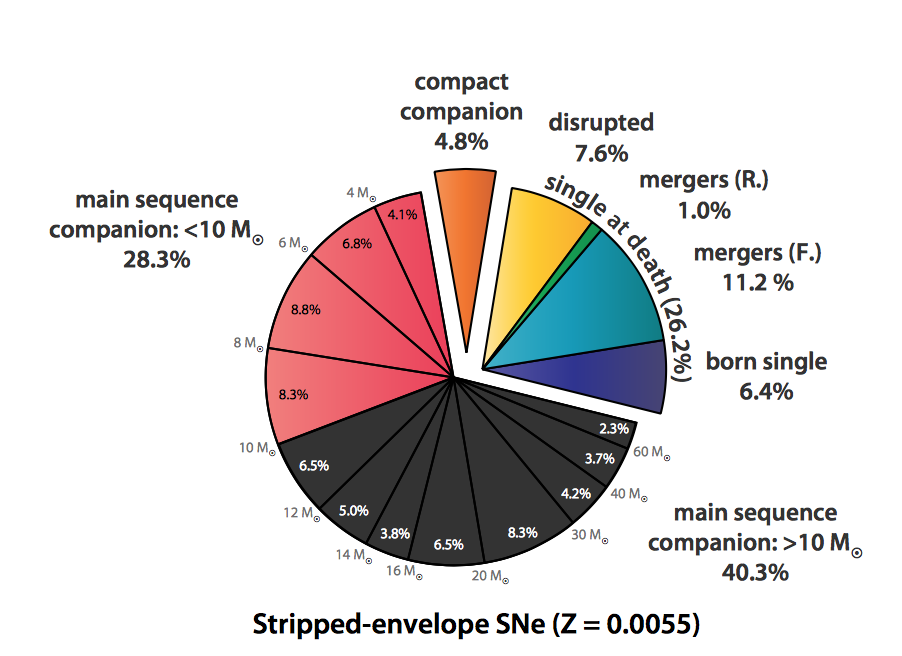 compact
companion
4.8%
disrupted
7.6%
mergers (R.)
1.0%
mergers (F.)
11.2 %
single at death (26.2%)
born single
6.4%
main sequence
companion: <10 M☉
28.3%
4 M☉
4.1%
6 M☉
6.8%
8.8%
8 M☉
8.3%
10 M☉
6.5%
12 M☉
5.0%
14 M☉
3.8%
16 M☉
6.5%
20 M☉
8.3%
30 M☉
4.2%
40 M☉
3.7%
60 M☉
2.3%
main sequence
companion: >10 M☉
40.3%
Stripped-envelope SNe (Z = 0.0055)